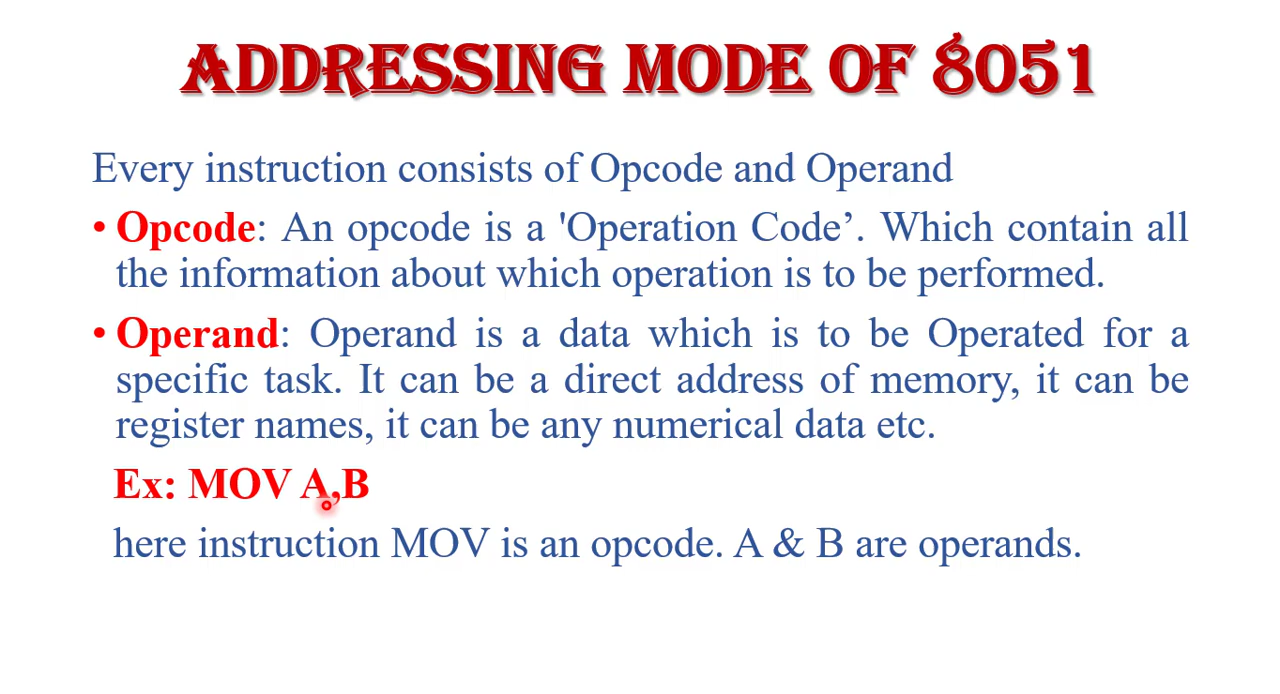 ADDRESSING MODE OF 8051
Every instruction consists of Opcode and Operand
• Opcode: An opcode is a 'Operation Code’. Which contain all
the information about which operation is to be performed.
• Operand: Operand is a data which is to be Operated for a
specific task. It can be a direct address of memory, it can be
register names, it can be any numerical data etc.
Ex: MOV A,B
here instruction MOV is an opcode. A & B are operands.